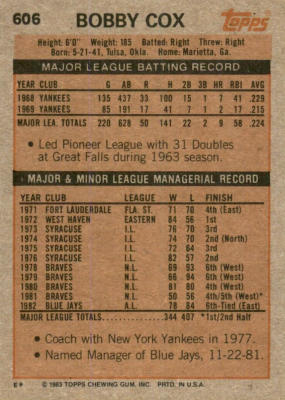 606 BOBBY COX Topps
Height: 6'0" Weight: 185 Batted: Right Threw: Right
Born: 5-21-41, Tulsa, Okla. Home: Marietta, Ga.
MAJOR LEAGUE BATTING RECORD
YEAR CLUB G AB R H 2B 3B HR RBI AVG
1968 YANKEES 135 437 33 100 15 1 7 41 .229
1969 YANKEES 85 191 17 41 7 1 2 17 .215
MAJOR LEA. TOTALS 220 628 50 141 22 2 9 58 .224
• Led Pioneer League with 31 Doubles
at Great Falls during 1963 season.
MAJOR & MINOR LEAGUE MANAGERIAL RECORD
YEAR CLUB LEAGUE W L FINISH
1971 FORT LAUDERDALE FLA. ST. 71 70 4th (East)
1972 WEST HAVEN EASTERN 84 56 1st
1973 SYRACUSE I.L. 76 70 3rd
1974 SYRACUSE I.L. 74 70 2nd (North)
1975 SYRACUSE I.L. 72 64 3rd
1976 SYRACUSE I.L. 82 57 2nd
1978 BRAVES N.L. 69 93 6th (West)
1979 BRAVES N.L. 66 94 6th (West)
1980 BRAVES N.L. 81 80 4th (West)
1981 BRAVES N.L. 50 56 4th/5th (West)*
1982 BLUE JAYS A.L. 78 84 6th-Tied (East)
MAJOR LEAGUE TOTALS 344 407 *1st/2nd Half
• Coach with New York Yankees in 1977.
• Named Manager of Blue Jays, 11-22-81.
E* © 1983 TOPPS CHEWING GUM, INC. PRTD. IN U.S.A.